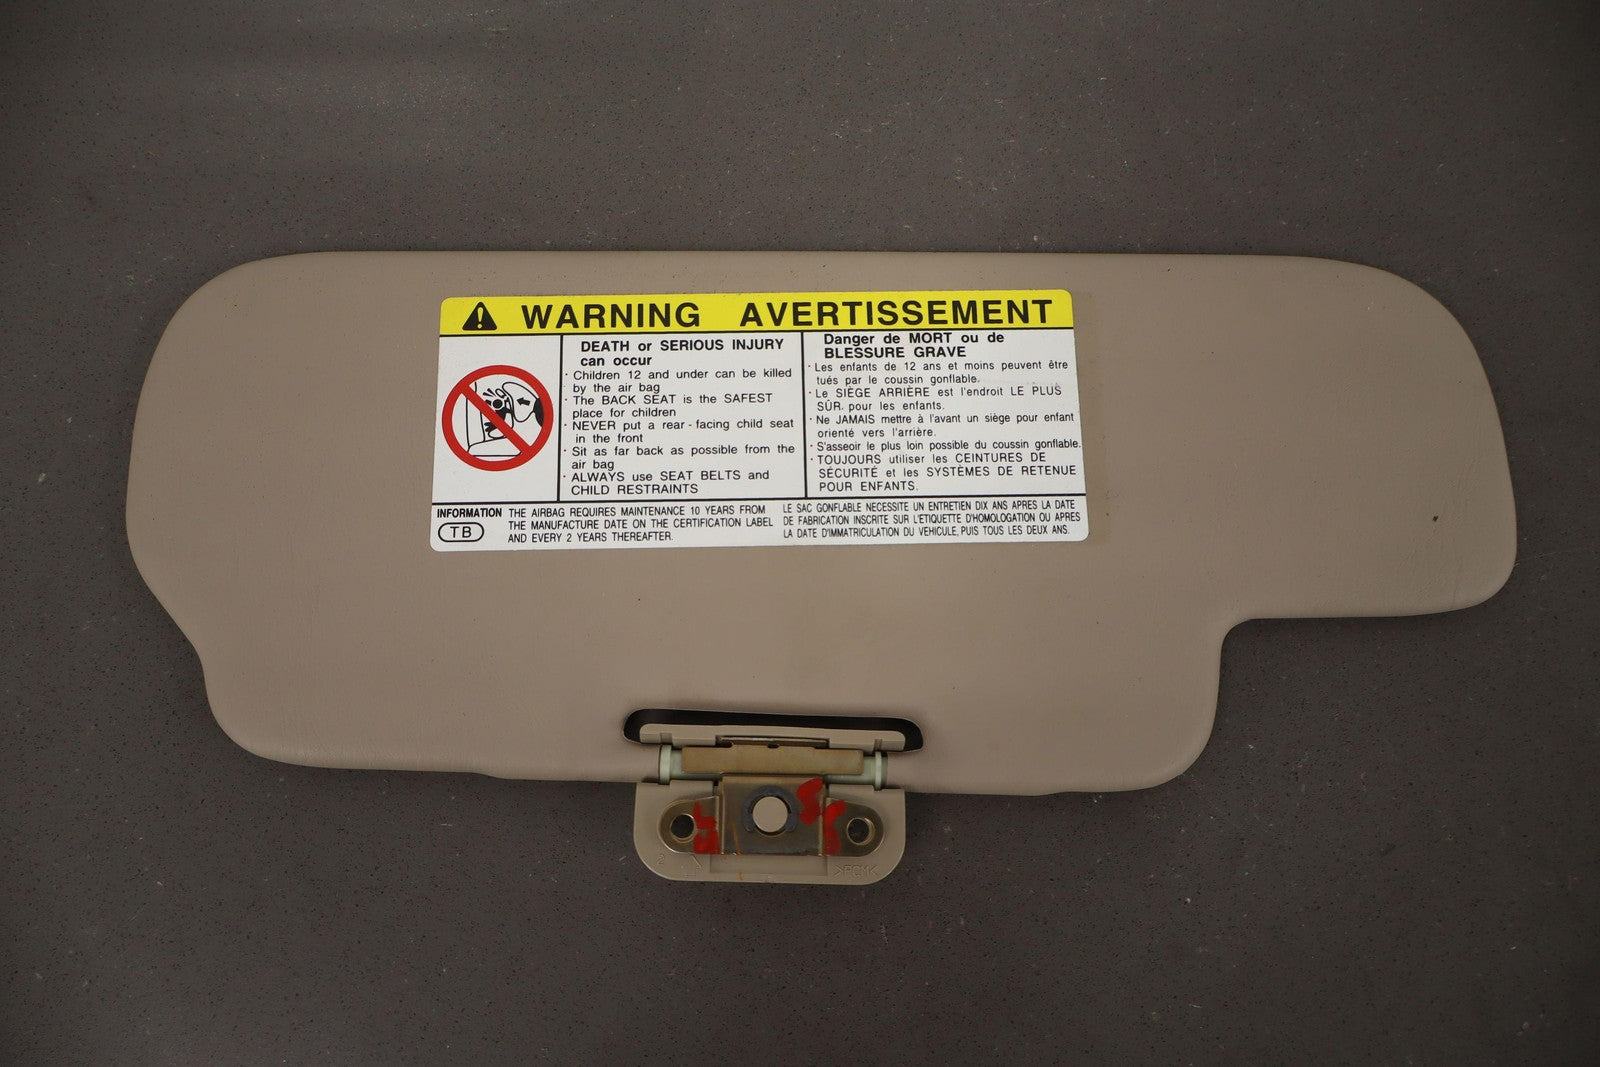 WARNING AVERTISSEMENT
DEATH or SERIOUS INJURY
can occur
· Children 12 and under can be killed
by the air bag
· The BACK SEAT is the SAFEST
place for children
· NEVER put a rear-facing child seat
in the front
· Sit as far back as possible from the
air bag
· ALWAYS use SEAT BELTS and
CHILD RESTRAINTS
Danger de MORT ou de
BLESSURE GRAVE
· Les enfants de 12 ans et moins peuvent être
tués par le coussin gonflable.
· Le SIÈGE ARRIÈRE est l'endroit LE PLUS
SÛR. pour les enfants.
· Ne JAMAIS mettre à l'avant un siège pour enfant
orienté vers l'arrière.
· S'asseoir le plus loin possible du coussin gonflable.
· TOUJOURS utiliser les CEINTURES DE
SÉCURITÉ et les SYSTÈMES DE RETENUE
POUR ENFANTS.
INFORMATION
TB
THE AIRBAG REQUIRES MAINTENANCE 10 YEARS FROM
THE MANUFACTURE DATE ON THE CERTIFICATION LABEL
AND EVERY 2 YEARS THEREAFTER.
LE SAC GONFLABLE NECESSITE UN ENTRETIEN DIX ANS APRES LA DATE
DE FABRICATION INSCRITE SUR L'ETIQUETTE D'HOMOLOGATION OU APRES
LA DATE D'IMMATRICULATION DU VEHICULE, PUIS TOUS LES DEUX ANS.
2
>POM<